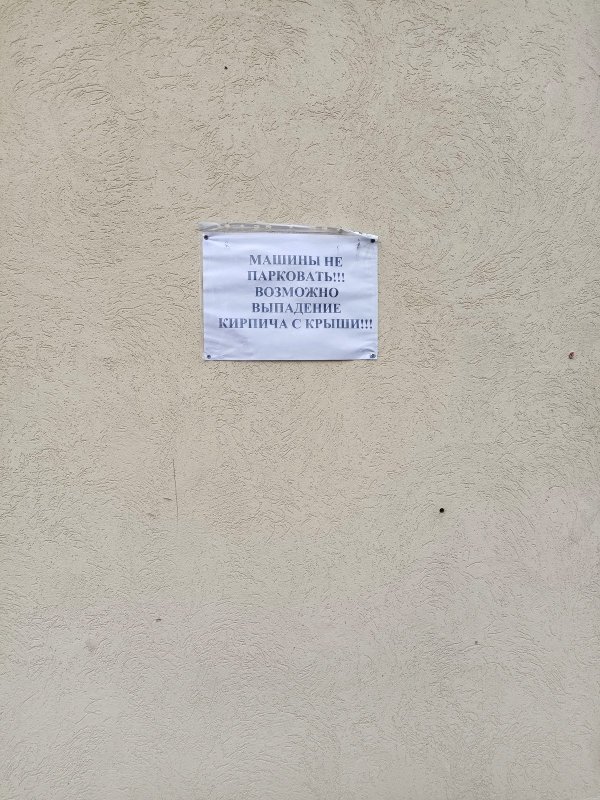 МАШИНЫ НЕ
ПАРКОВАТЬ!!!
ВОЗМОЖНО
ВЫПАДЕНИЕ
КИРПИЧА С КРЫШИ!!!